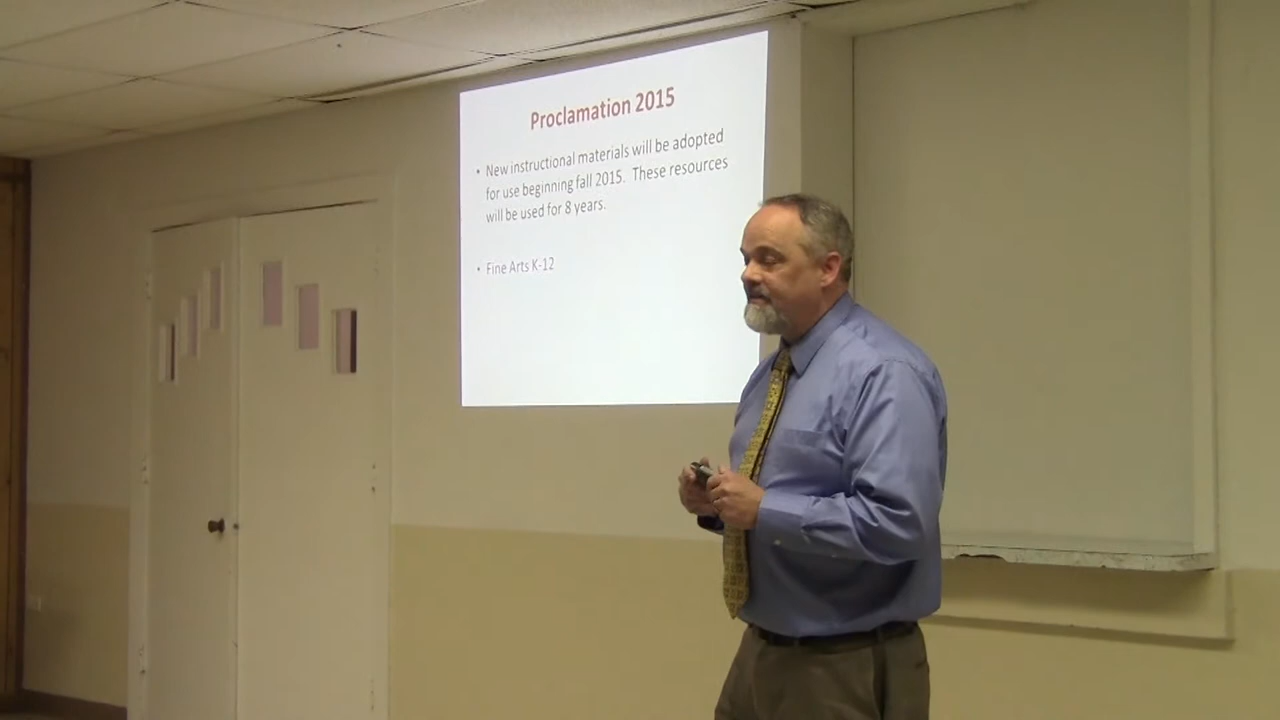 Proclamation 2015
• New instructional materials will be adopted
for use beginning fall 2015. These resources
will be used for 8 years.
• Fine Arts K-12